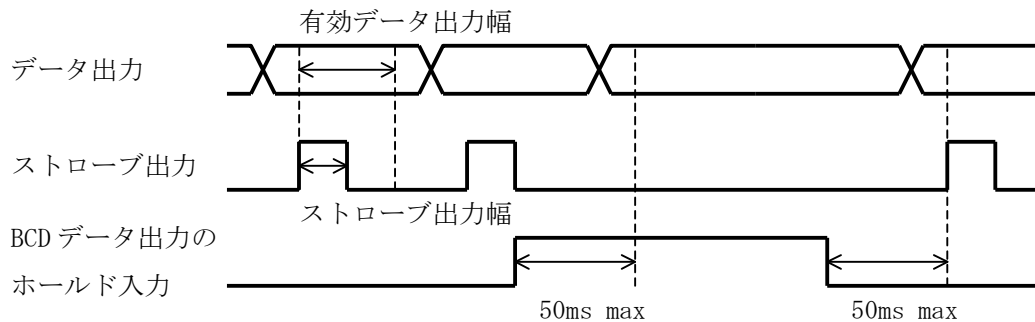 有効データ出力幅
データ出力
ストローブ出力
ストローブ出力幅
BCD データ出力の
ホールド入力
50ms max
50ms max